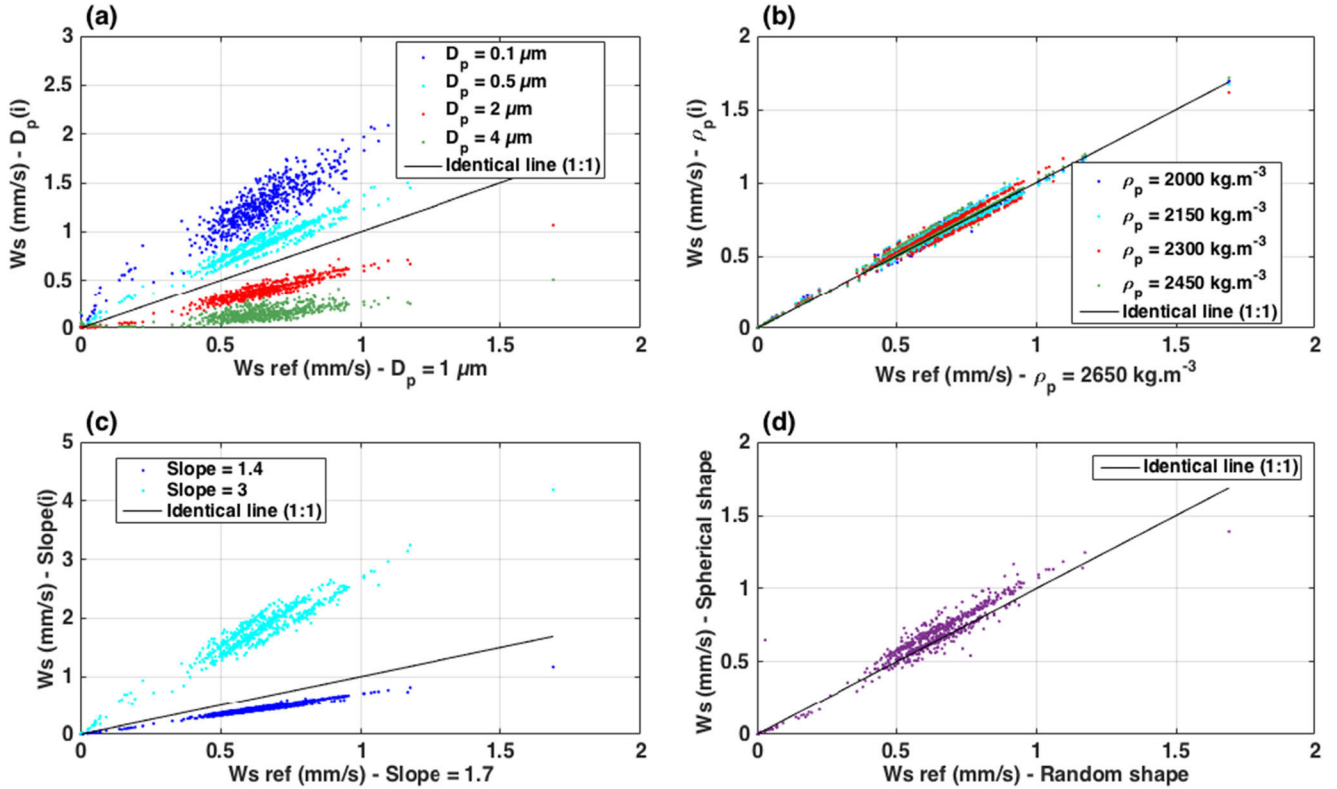 (a)
3
2.5
2
1.5
1
0.5
0
0
0.5
1
1.5
2
Ws (mm/s) - Dₚ(i)
Ws ref (mm/s) - Dₚ = 1 µm
Dₚ = 0.1 µm
Dₚ = 0.5 µm
Dₚ = 2 µm
Dₚ = 4 µm
Identical line (1:1)
(b)
2
1.5
1
0.5
0
0
0.5
1
1.5
2
Ws (mm/s) - ρₚ(i)
Ws ref (mm/s) - ρₚ = 2650 kg.m⁻³
ρₚ = 2000 kg.m⁻³
ρₚ = 2150 kg.m⁻³
ρₚ = 2300 kg.m⁻³
ρₚ = 2450 kg.m⁻³
Identical line (1:1)
(c)
5
4
3
2
1
0
0
0.5
1
1.5
2
Ws (mm/s) - Slope(i)
Ws ref (mm/s) - Slope = 1.7
Slope = 1.4
Slope = 3
Identical line (1:1)
(d)
2
1.5
1
0.5
0
0
0.5
1
1.5
2
Ws (mm/s) - Spherical shape
Ws ref (mm/s) - Random shape
Identical line (1:1)